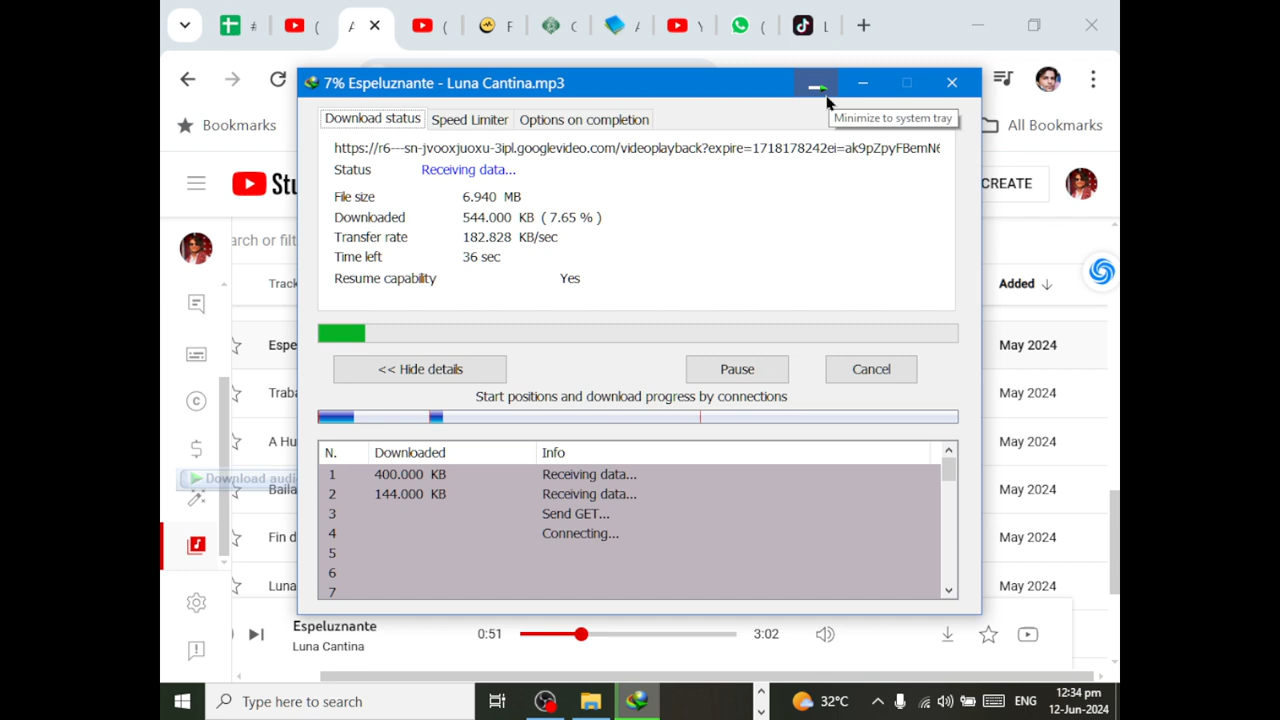 (
(
F
C
Y
(
L
7% Espeluznante - Luna Cantina.mp3
Minimize to system tray
Bookmarks
All Bookmarks
Download status
Speed Limiter
Options on completion
https://r6---sn-jvooxjuoxu-3ipl.googlevideo.com/videoplayback?expire=1718178242ei=ak9pZpyFBemN6
Status Receiving data...
File size 6.940 MB
Downloaded 544.000 KB ( 7.65 % )
Transfer rate 182.828 KB/sec
Time left 36 sec
Resume capability Yes
Stu
CREATE
arch or filt
Track
Added
Espe
May 2024
Traba
May 2024
A Hu
May 2024
Baila
May 2024
Fin d
May 2024
Luna
May 2024
Download audi
<< Hide details
Pause
Cancel
Start positions and download progress by connections
N. Downloaded Info
1 400.000 KB Receiving data...
2 144.000 KB Receiving data...
3 Send GET...
4 Connecting...
5
6
7
Espeluznante
Luna Cantina
0:51
3:02
Type here to search
32°C
ENG
12:34 pm
12-Jun-2024